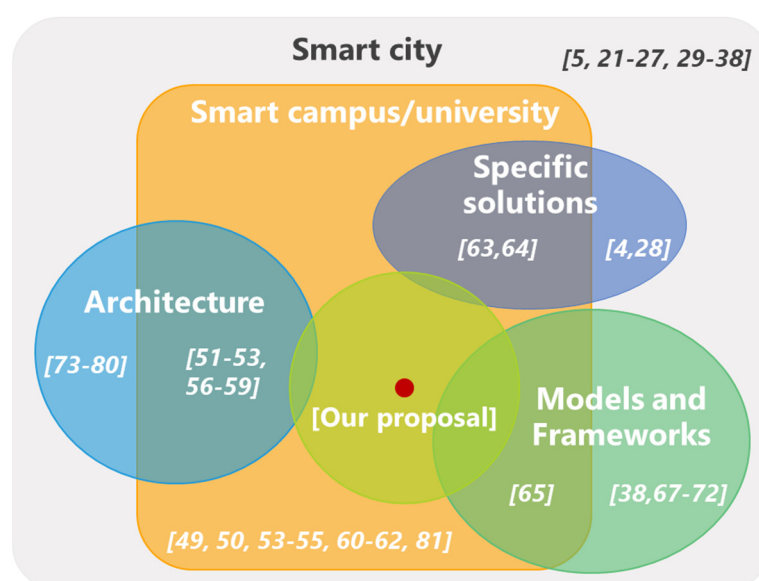 Smart city
[5, 21-27, 29-38]
Smart campus/university
Specific
solutions
[63,64]
[4,28]
Architecture
[73-80]
[51-53,
56-59]
[Our proposal]
Models and
Frameworks
[65]
[38,67-72]
[49, 50, 53-55, 60-62, 81]